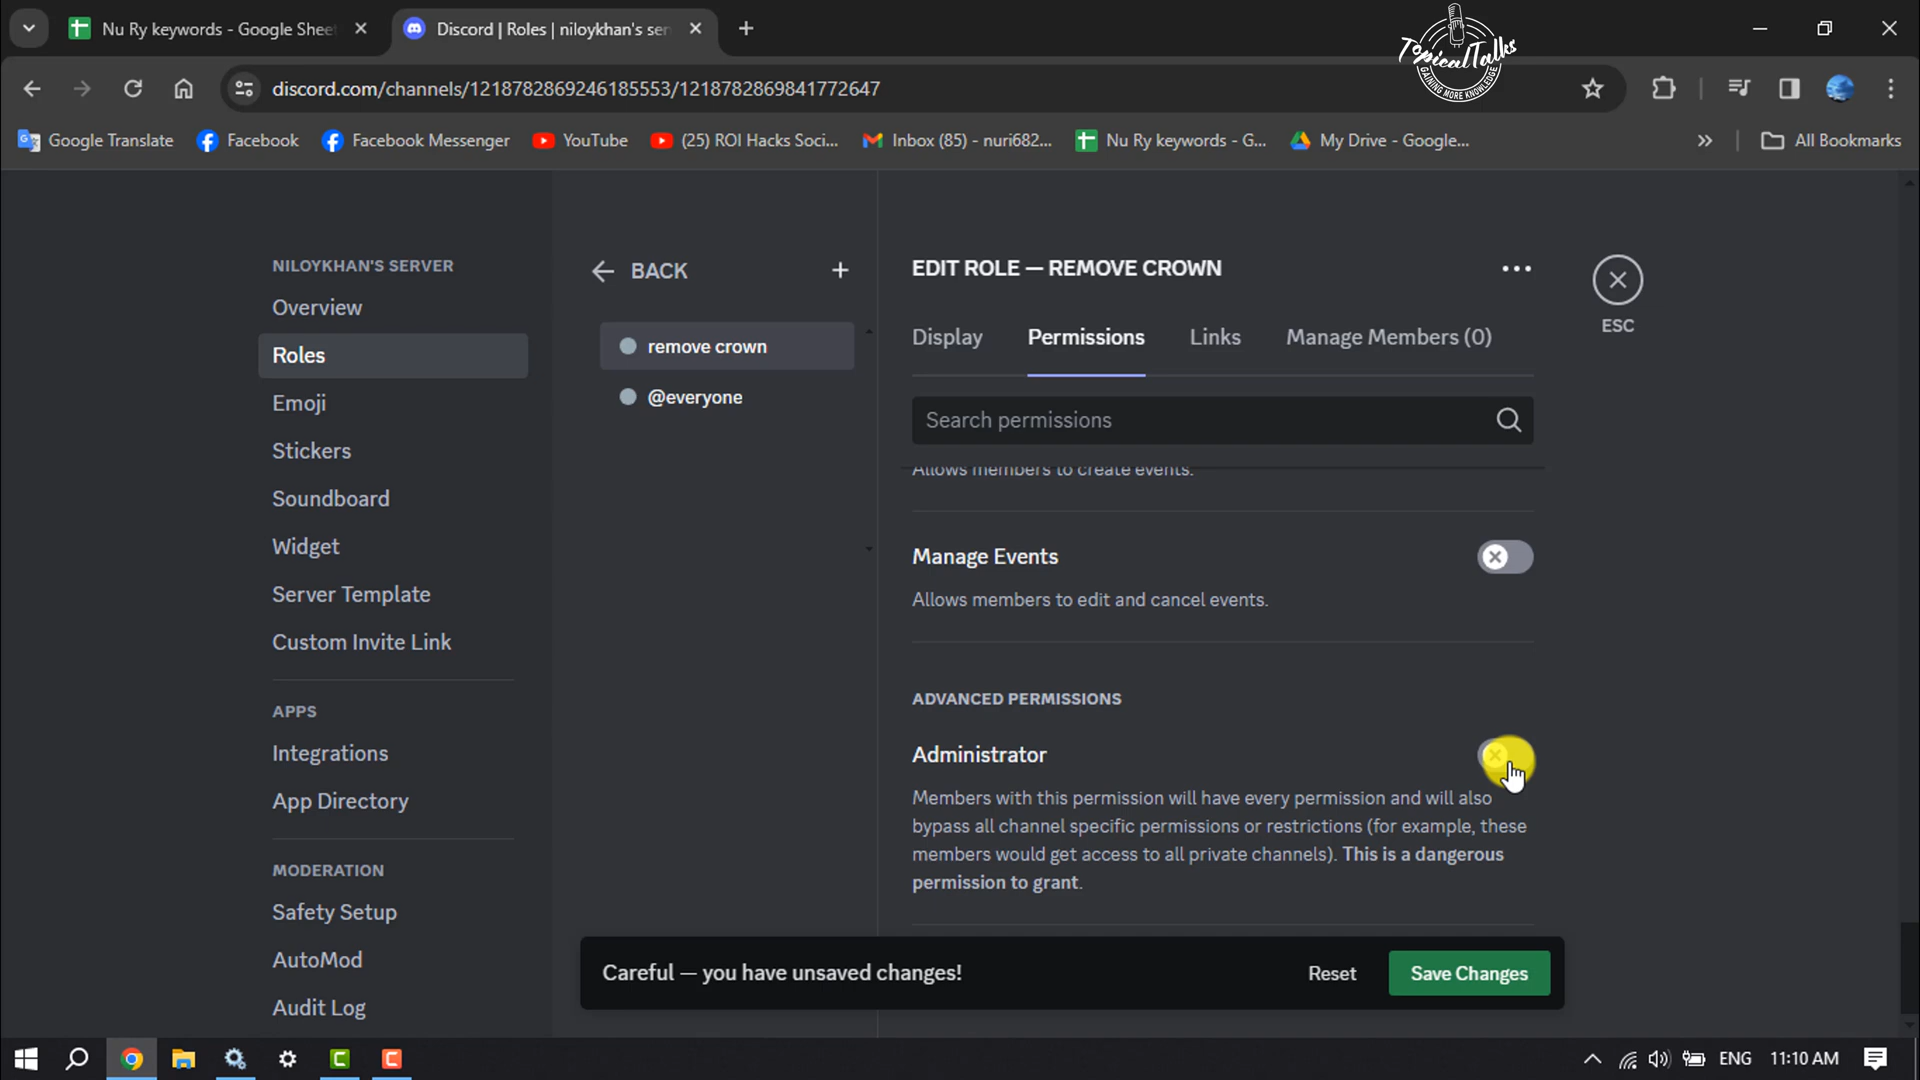 Nu Ry keywords - Google Sheet
Discord | Roles | niloykhan's ser
TopicalTalks
GAINING MORE KNOWLEDGE
discord.com/channels/1218782869246185553/1218782869841772647
Google Translate
Facebook
Facebook Messenger
YouTube
(25) ROI Hacks Soci...
Inbox (85) - nuri682...
Nu Ry keywords - G...
My Drive - Google...
All Bookmarks
NILOYKHAN'S SERVER
Overview
Roles
Emoji
Stickers
Soundboard
Widget
Server Template
Custom Invite Link
APPS
Integrations
App Directory
MODERATION
Safety Setup
AutoMod
Audit Log
BACK
remove crown
@everyone
EDIT ROLE — REMOVE CROWN
ESC
Display
Permissions
Links
Manage Members (0)
Search permissions
Allows members to create events.
Manage Events
Allows members to edit and cancel events.
ADVANCED PERMISSIONS
Administrator
Members with this permission will have every permission and will also
bypass all channel specific permissions or restrictions (for example, these
members would get access to all private channels). This is a dangerous
permission to grant.
Careful — you have unsaved changes!
Reset
Save Changes
ENG
11:10 AM